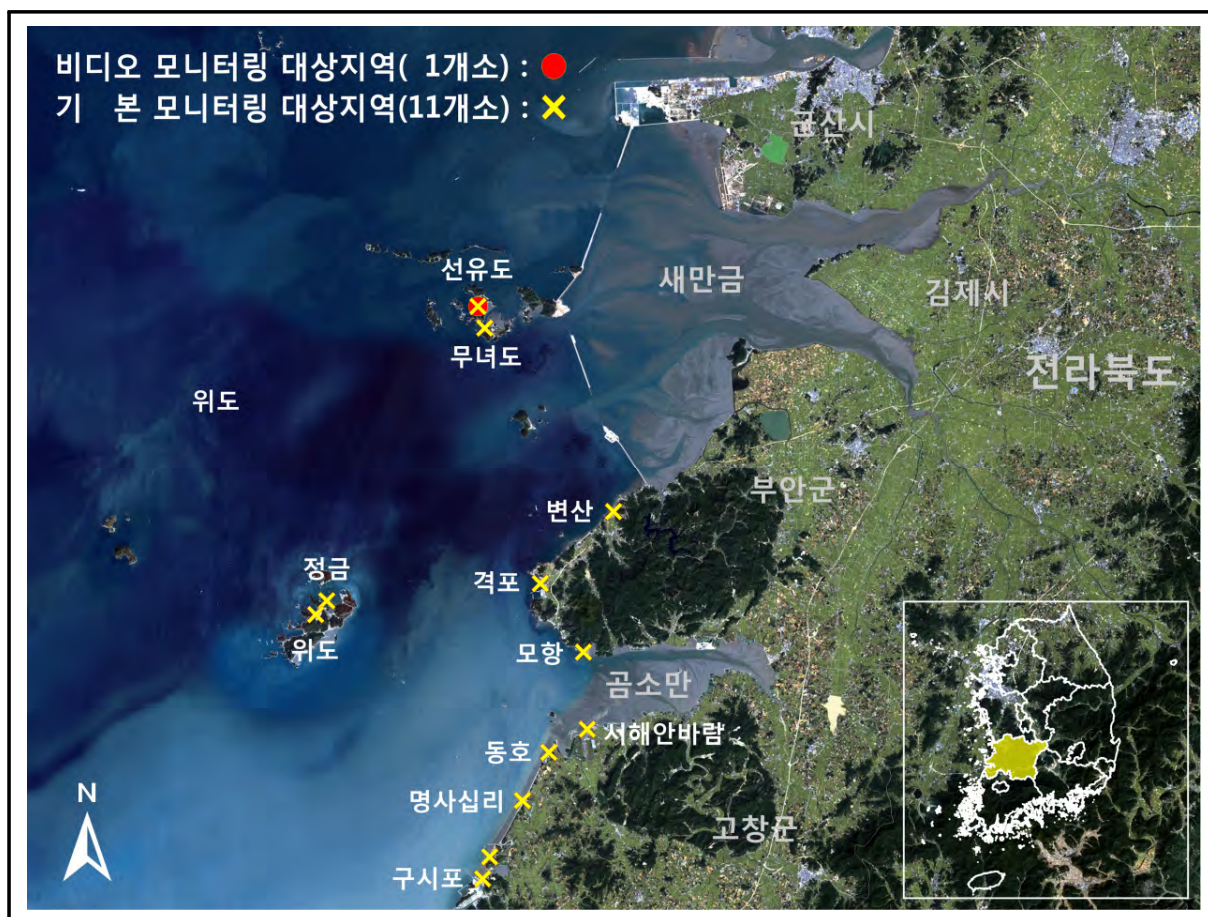 비디오 모니터링 대상지역( 1개소) :
기 본 모니터링 대상지역(11개소) :
군산시
선유도
새만금
김제시
무녀도
전라북도
위도
부안군
변산
정금
격포
위도
모항
곰소만
서해안바람
동호
N
명사십리
고창군
구시포